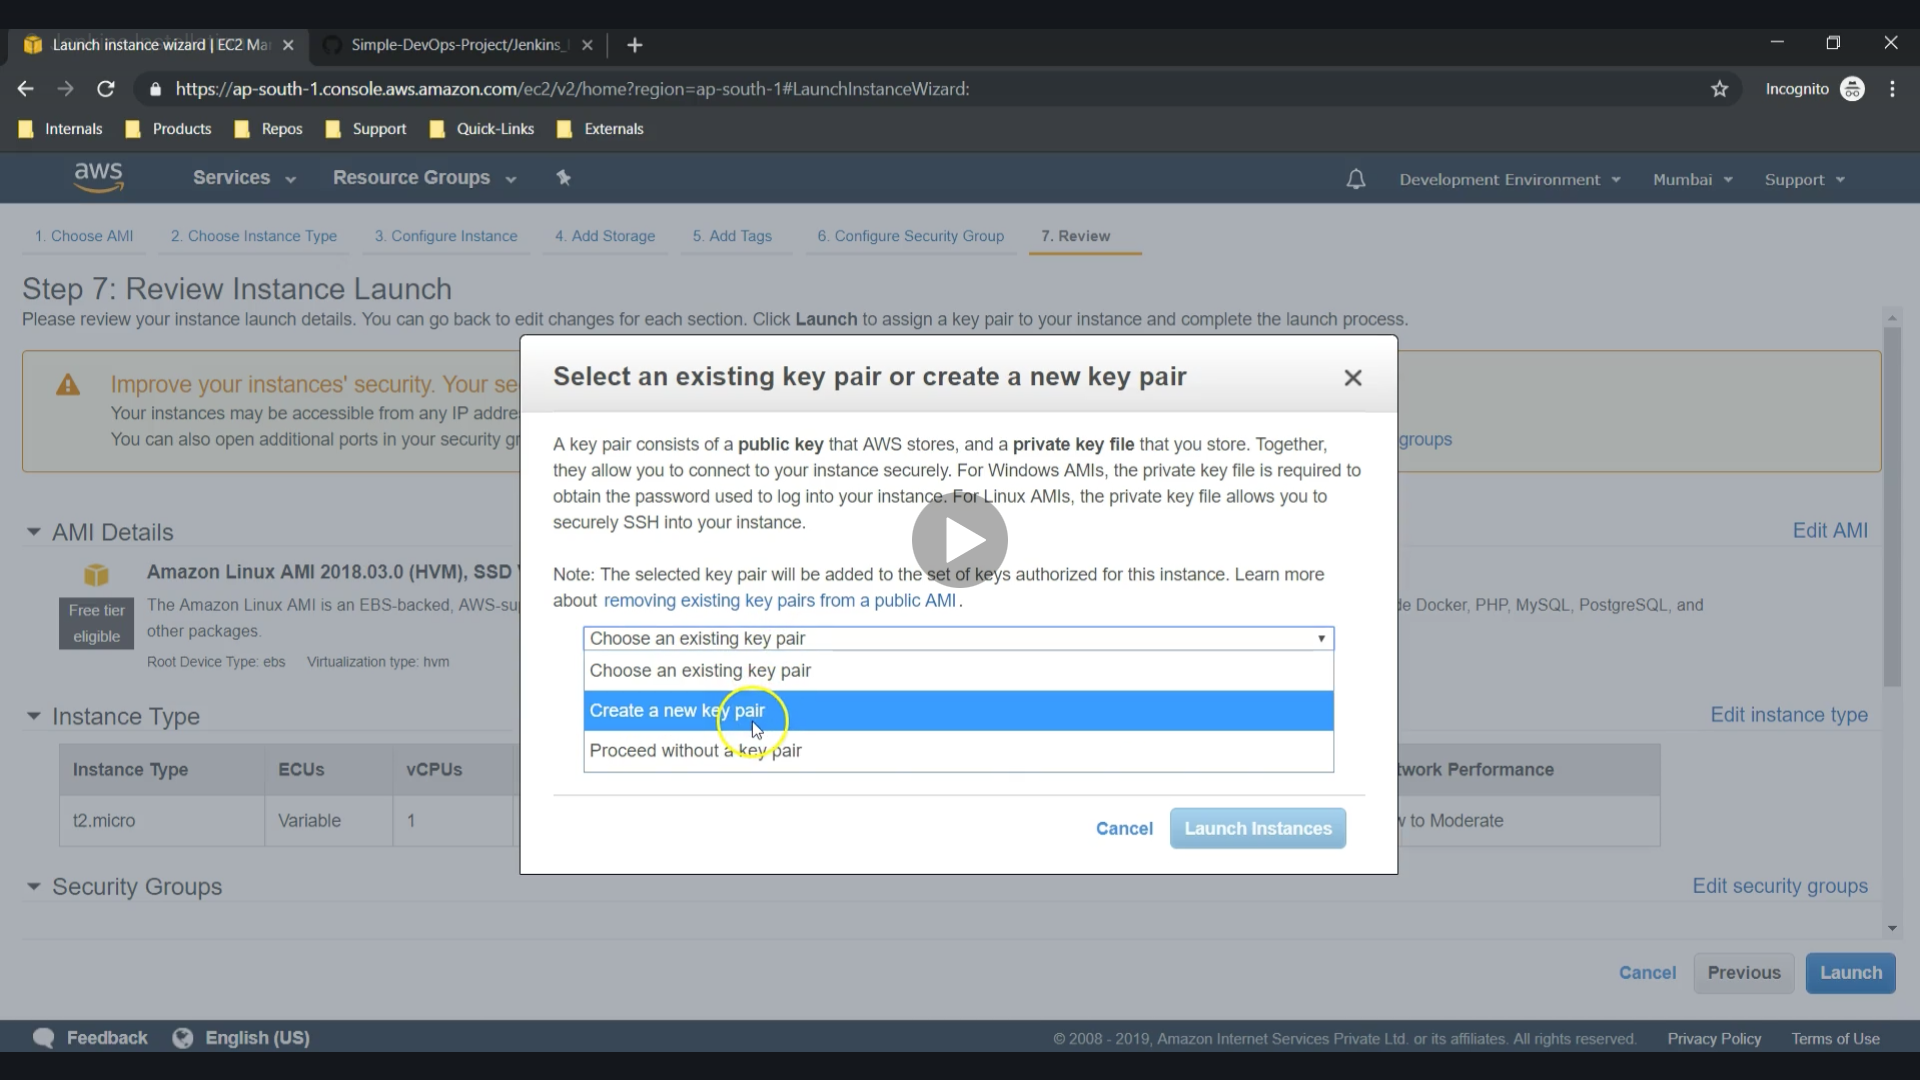 Launch instance wizard | EC2 Ma
Simple-DevOps-Project/Jenkins_
https://ap-south-1.console.aws.amazon.com/ec2/v2/home?region=ap-south-1#LaunchInstanceWizard:
Incognito
Internals
Products
Repos
Support
Quick-Links
Externals
aws
Services
Resource Groups
Development Environment
Mumbai
Support
1. Choose AMI
2. Choose Instance Type
3. Configure Instance
4. Add Storage
5. Add Tags
6. Configure Security Group
7. Review
Step 7: Review Instance Launch
Please review your instance launch details. You can go back to edit changes for each section. Click Launch to assign a key pair to your instance and complete the launch process.
Improve your instances' security. Your se
Your instances may be accessible from any IP addre
You can also open additional ports in your security gr
groups
Select an existing key pair or create a new key pair
A key pair consists of a public key that AWS stores, and a private key file that you store. Together,
they allow you to connect to your instance securely. For Windows AMIs, the private key file is required to
obtain the password used to log into your instance. For Linux AMIs, the private key file allows you to
securely SSH into your instance.
Note: The selected key pair will be added to the set of keys authorized for this instance. Learn more
about removing existing key pairs from a public AMI.
Choose an existing key pair
Choose an existing key pair
Create a new key pair
Proceed without a key pair
Cancel
Launch Instances
AMI Details
Edit AMI
Amazon Linux AMI 2018.03.0 (HVM), SSD
Free tier
eligible
The Amazon Linux AMI is an EBS-backed, AWS-su
de Docker, PHP, MySQL, PostgreSQL, and
other packages.
Root Device Type: ebs
Virtualization type: hvm
Instance Type
Edit instance type
Instance Type
ECUs
vCPUs
twork Performance
t2.micro
Variable
1
to Moderate
Security Groups
Edit security groups
Cancel
Previous
Launch
Feedback
English (US)
© 2008 - 2019, Amazon Internet Services Private Ltd. or its affiliates. All rights reserved.
Privacy Policy
Terms of Use